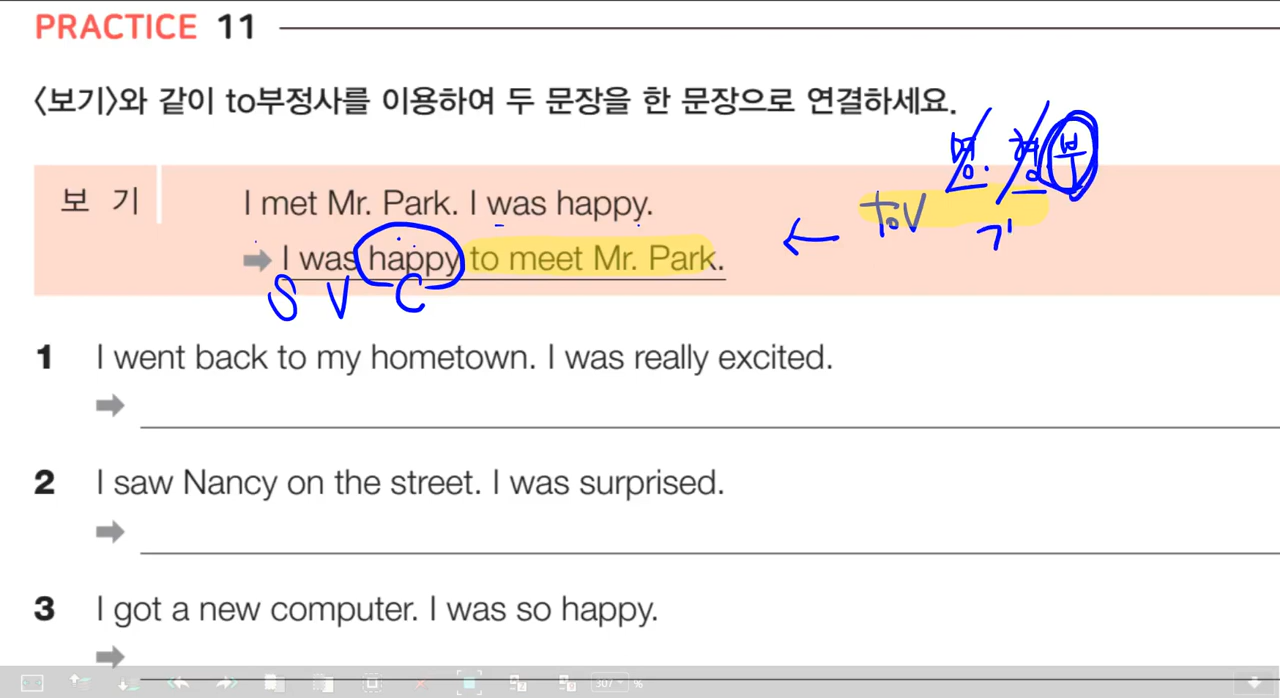 PRACTICE 11
〈보기〉와 같이 to부정사를 이용하여 두 문장을 한 문장으로 연결하세요.
명 형 부
보 기
I met Mr. Park. I was happy.
ToV
➡ I was happy to meet Mr. Park.
S V C
1 I went back to my hometown. I was really excited.
➡
2 I saw Nancy on the street. I was surprised.
➡
3 I got a new computer. I was so happy.
➡
307 %